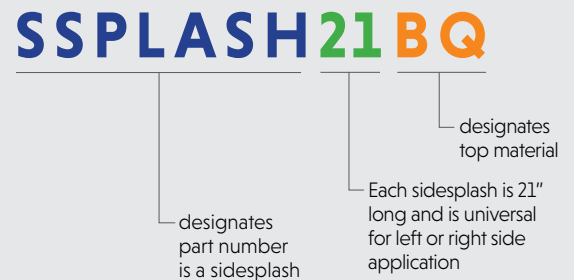 SSPLASH21BQ
designates
top material
Each sidesplash is 21"
long and is universal
for left or right side
application
designates
part number
is a sidesplash